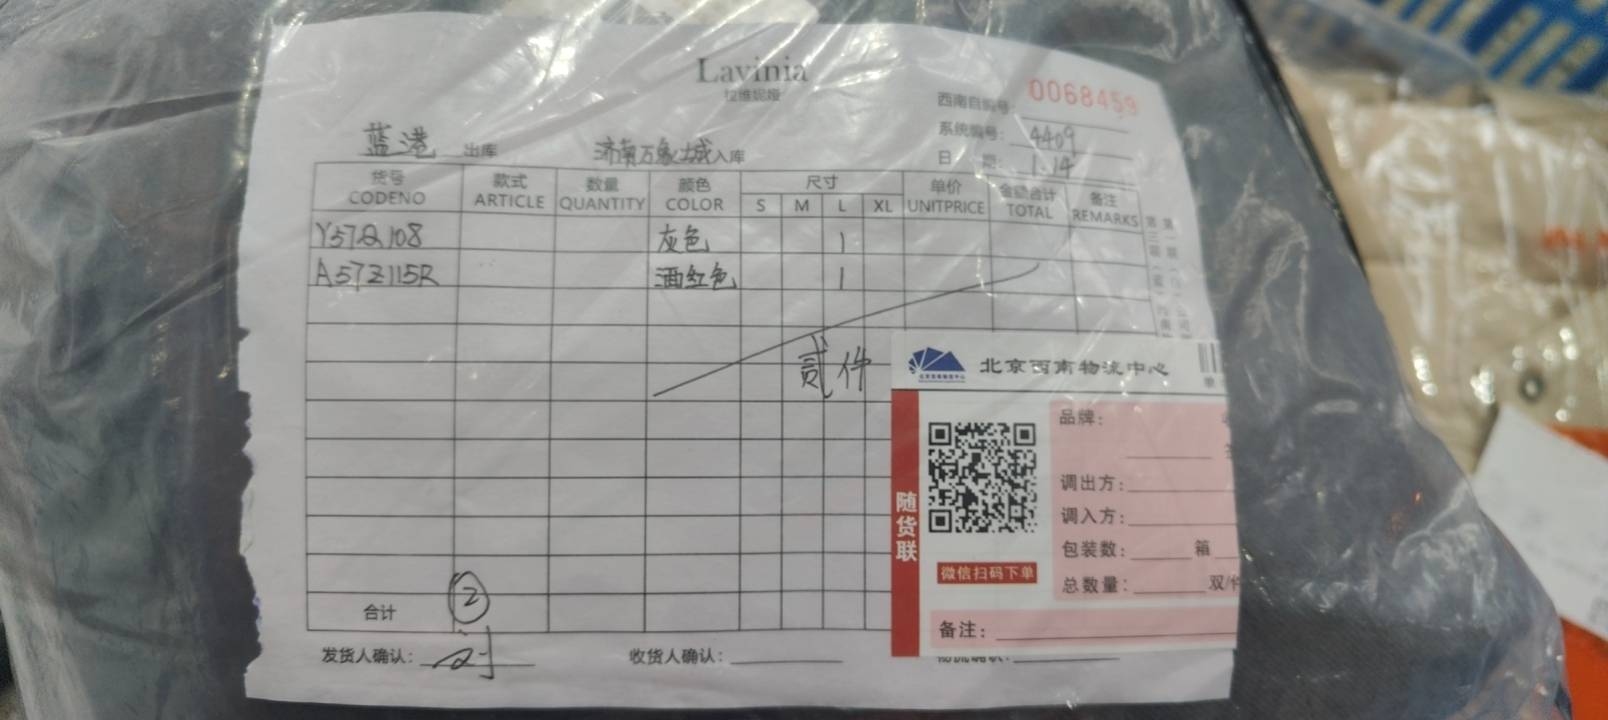 Lavinia
拉维妮娅
西南自编号: 0068459
系统编号: 4409
日 期: 1.14
蓝港 出库 济南万象城入库
货号 款式 数量 颜色 尺寸 单价 金额合计 备注
CODENO ARTICLE QUANTITY COLOR S M L XL UNITPRICE TOTAL REMARKS
Y57Q108 灰色 1
A57Z115R 酒红色 1
贰件
合计 2
发货人确认: 刘 收货人确认:
北京西南物流中心
随货联
微信扫码下单
品牌:
调出方:
调入方:
包装数: 箱
总数量: 双/件
备注: